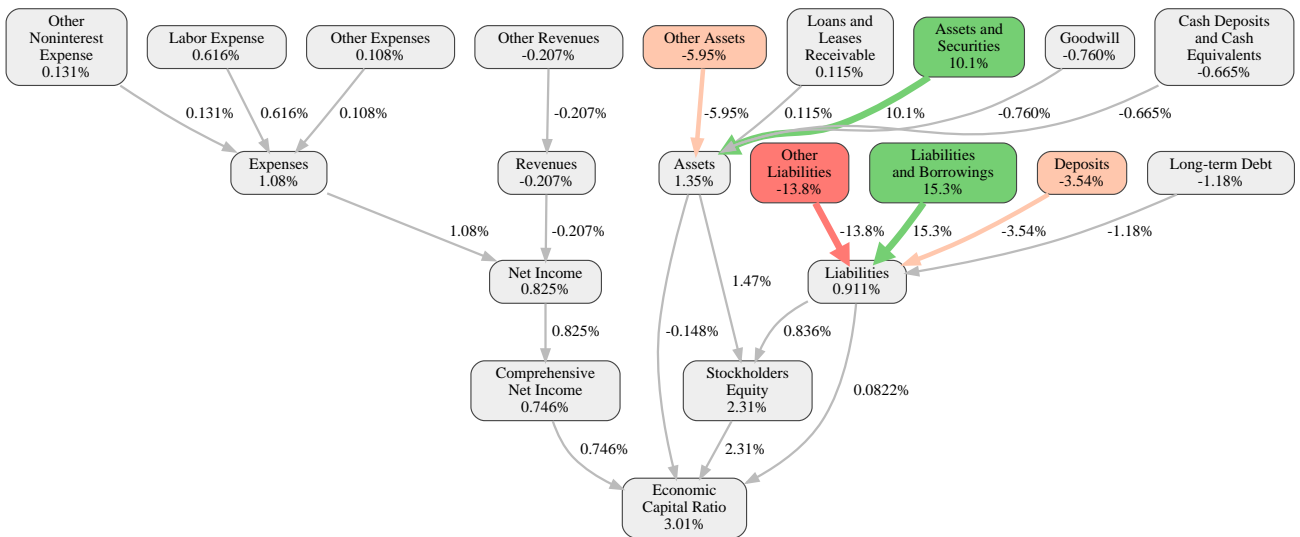 Other
Noninterest
Expense
0.131%
Labor Expense
0.616%
Other Expenses
0.108%
Other Revenues
-0.207%
Other Assets
-5.95%
Loans and
Leases
Receivable
0.115%
Assets and
Securities
10.1%
Goodwill
-0.760%
Cash Deposits
and Cash
Equivalents
-0.665%
0.131%
0.616%
0.108%
-0.207%
-5.95%
0.115%
10.1%
-0.760%
-0.665%
Expenses
1.08%
Revenues
-0.207%
Assets
1.35%
Other
Liabilities
-13.8%
Liabilities
and Borrowings
15.3%
Deposits
-3.54%
Long-term Debt
-1.18%
1.08%
-0.207%
-13.8%
15.3%
-3.54%
-1.18%
Net Income
0.825%
1.47%
Liabilities
0.911%
0.825%
-0.148%
0.836%
Comprehensive
Net Income
0.746%
Stockholders
Equity
2.31%
0.0822%
0.746%
2.31%
Economic
Capital Ratio
3.01%